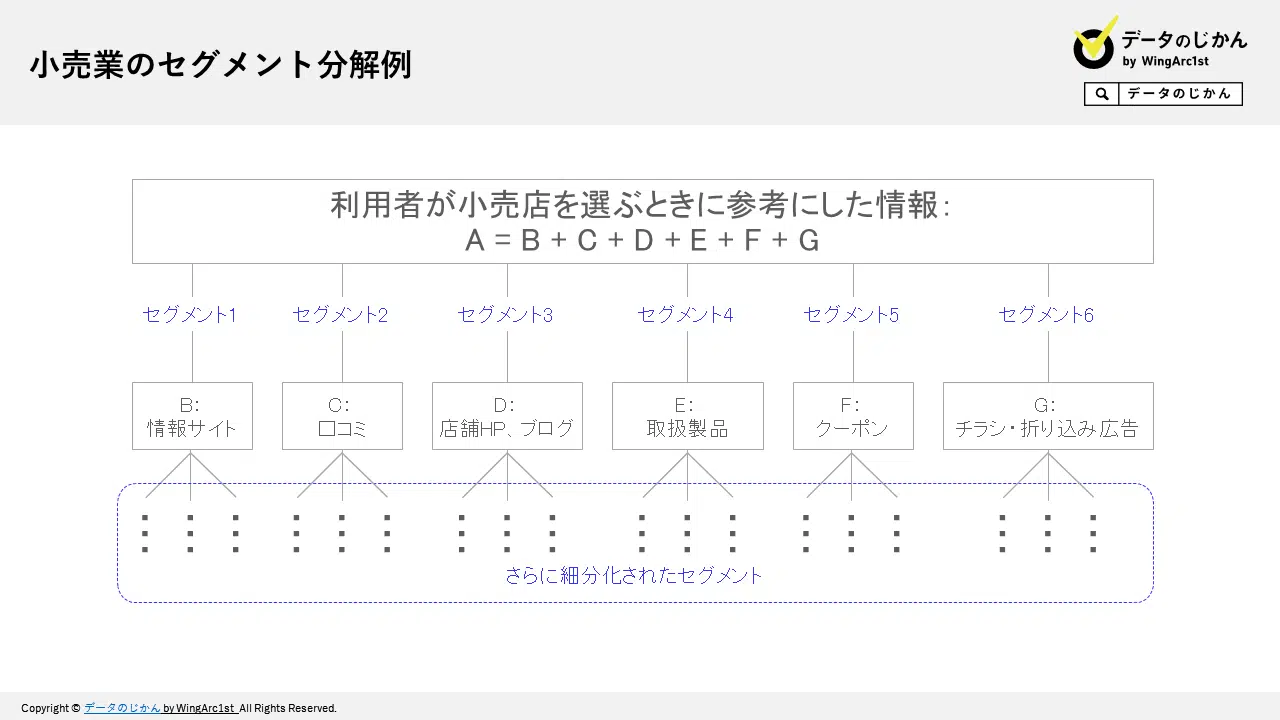 小売業のセグメント分解例
データのじかん
by WingArc1st
データのじかん
利用者が小売店を選ぶときに参考にした情報：
A = B + C + D + E + F + G
セグメント1
セグメント2
セグメント3
セグメント4
セグメント5
セグメント6
B：
情報サイト
C：
口コミ
D：
店舗HP、ブログ
E：
取扱製品
F：
クーポン
G：
チラシ・折り込み広告
さらに細分化されたセグメント
Copyright © データのじかん by WingArc1st All Rights Reserved.